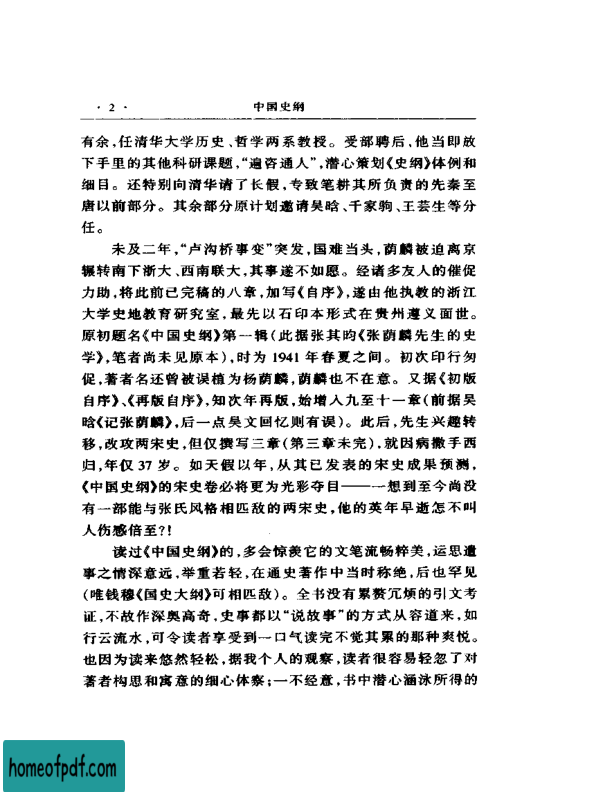 · 2 · 中国史纲
有余,任清华大学历史、哲学两系教授。受部聘后,他当即放
下手里的其他科研课题,“遍咨通人”,潜心策划《史纲》体例和
细目。还特别向清华请了长假,专致笔耕其所负责的先秦至
唐以前部分。其余部分原计划邀请吴晗、千家驹、王芸生等分
任。
未及二年,“卢沟桥事变”突发,国难当头,荫麟被迫离京
辗转南下浙大、西南联大,其事遂不如愿。经诸多友人的催促
力助,将此前已完稿的八章,加写《自序》,遂由他执教的浙江
大学史地教育研究室,最先以石印本形式在贵州遵义面世。
原初题名《中国史纲》第一辑(此据张其昀《张荫麟先生的史
学》,笔者尚未见原本),时为 1941 年春夏之间。初次印行匆
促,著者名还曾被误植为杨荫麟,荫麟也不在意。又据《初版
自序》、《再版自序》,知次年再版,始增入九至十一章(前据吴
晗《记张荫麟》,后一点吴文回忆则有误)。此后,先生兴趣转
移,改攻两宋史,但仅撰写三章(第三章未完),就因病撒手西
归,年仅 37 岁。如天假以年,从其已发表的宋史成果预测,
《中国史纲》的宋史卷必将更为光彩夺目——一想到至今尚没
有一部能与张氏风格相匹敌的两宋史,他的英年早逝怎不叫
人伤感倍至?!
读过《中国史纲》的,多会惊羡它的文笔流畅粹美,运思遣
事之情深意远,举重若轻,在通史著作中当时称绝,后也罕见
(唯钱穆《国史大纲》可相匹敌)。全书没有累赘冗烦的引文考
证,不故作深奥高奇,史事都以“说故事”的方式从容道来,如
行云流水,可令读者享受到一口气读完不觉其累的那种爽悦。
也因为读来悠然轻松,据我个人的观察,读者很容易轻忽了对
著者构思和寓意的细心体察;一不经意,书中潜心涵泳所得的
homeofpdf.com